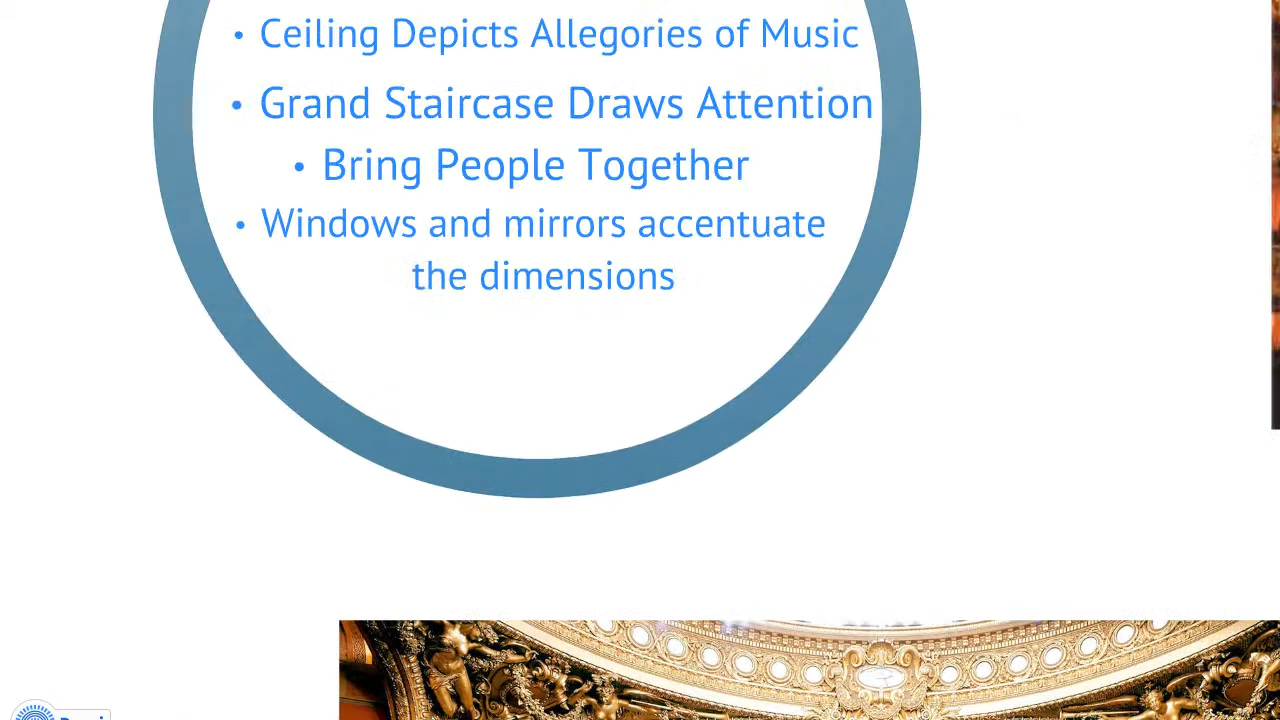 • Ceiling Depicts Allegories of Music
• Grand Staircase Draws Attention
• Bring People Together
• Windows and mirrors accentuate
the dimensions